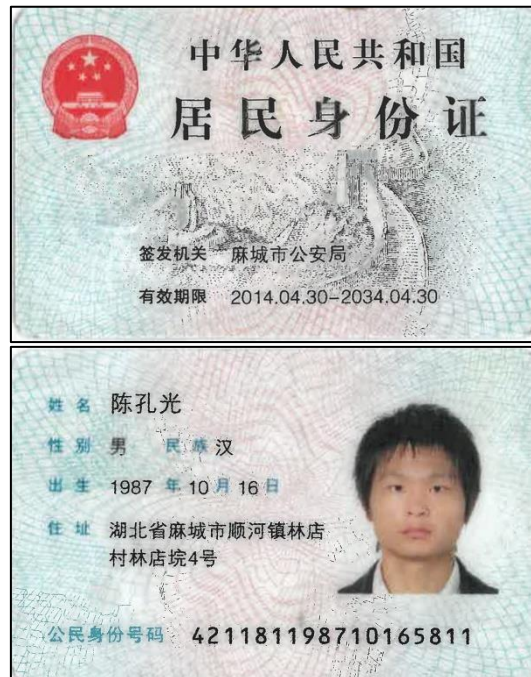 中华人民共和国
居民身份证
签发机关 麻城市公安局
有效期限 2014.04.30-2034.04.30
姓名 陈孔光
性别 男 民族 汉
出生 1987 年 10 月 16 日
住址 湖北省麻城市顺河镇林店
村林店垸4号
公民身份号码 421181198710165811